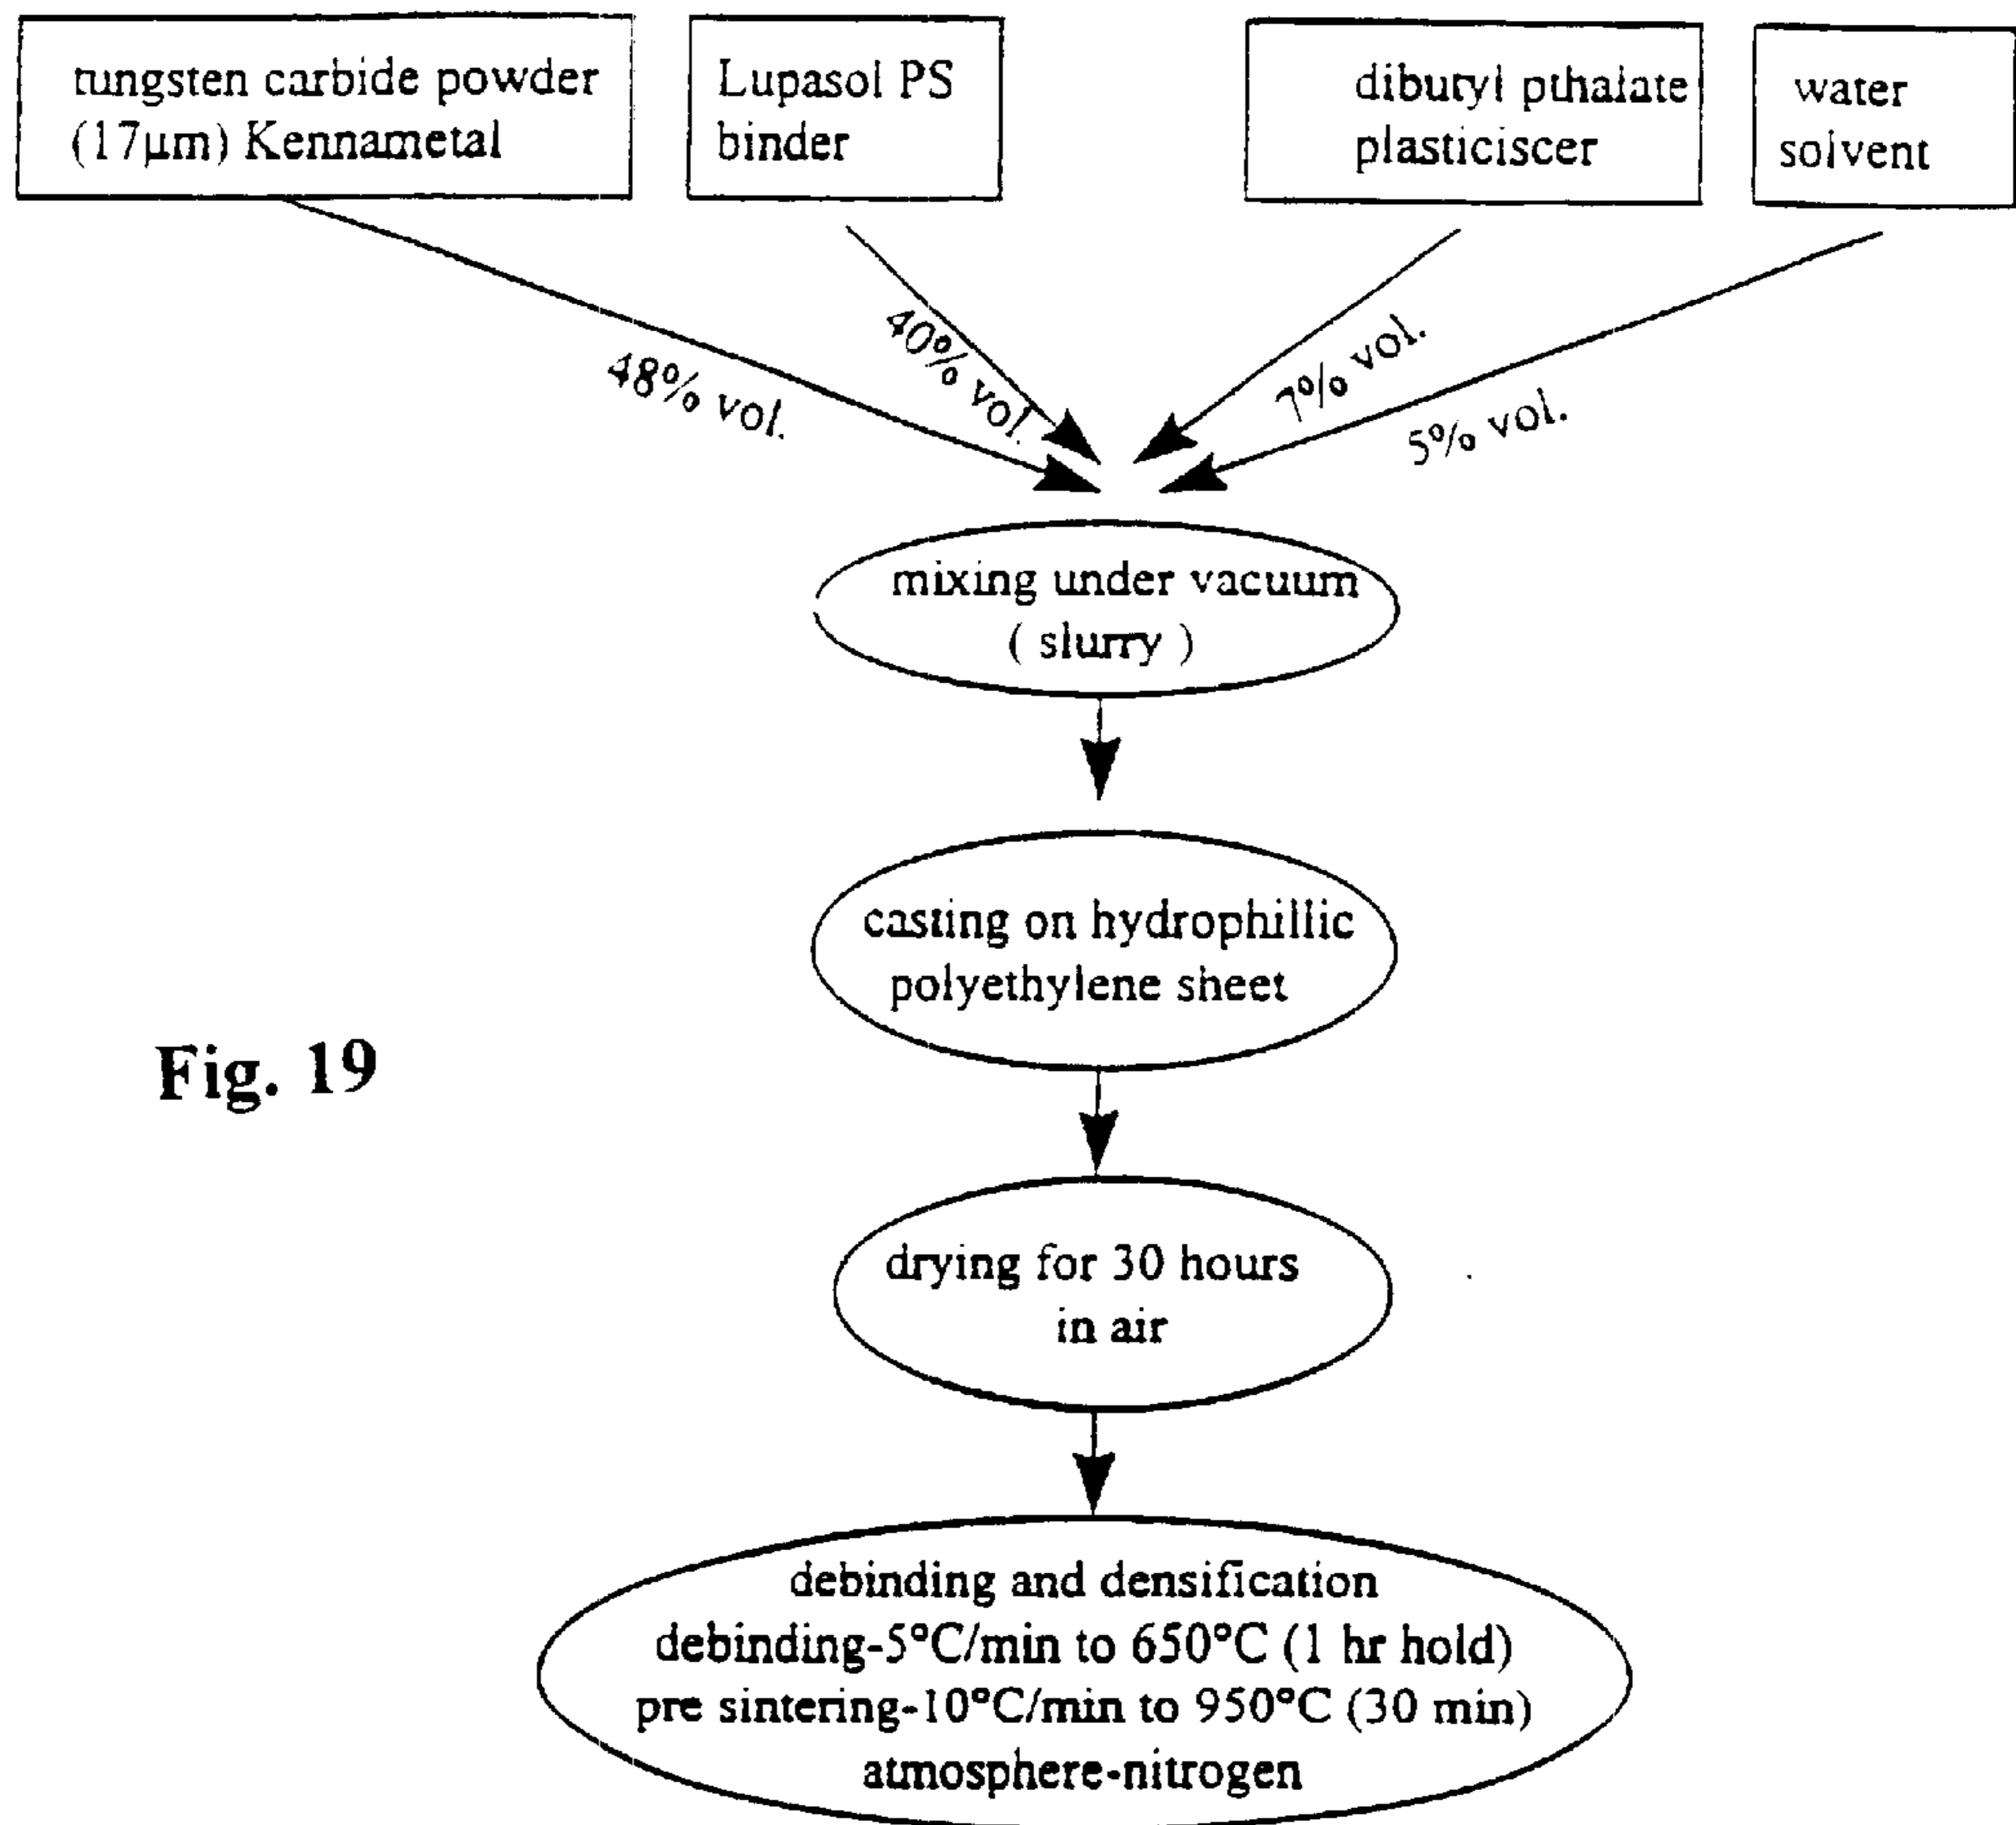 tungsten carbide powder
(17µm) Kennametal
Lupasol PS
binder
dibutyl pthalate
plasticiscer
water
solvent
48% vol.
40% vol.
7% vol.
5% vol.
mixing under vacuum
( slurry )
casting on hydrophillic
polyethylene sheet
Fig. 19
drying for 30 hours
in air
debinding and densification
debinding-5°C/min to 650°C (1 hr hold)
pre sintering-10°C/min to 950°C (30 min)
atmosphere-nitrogen